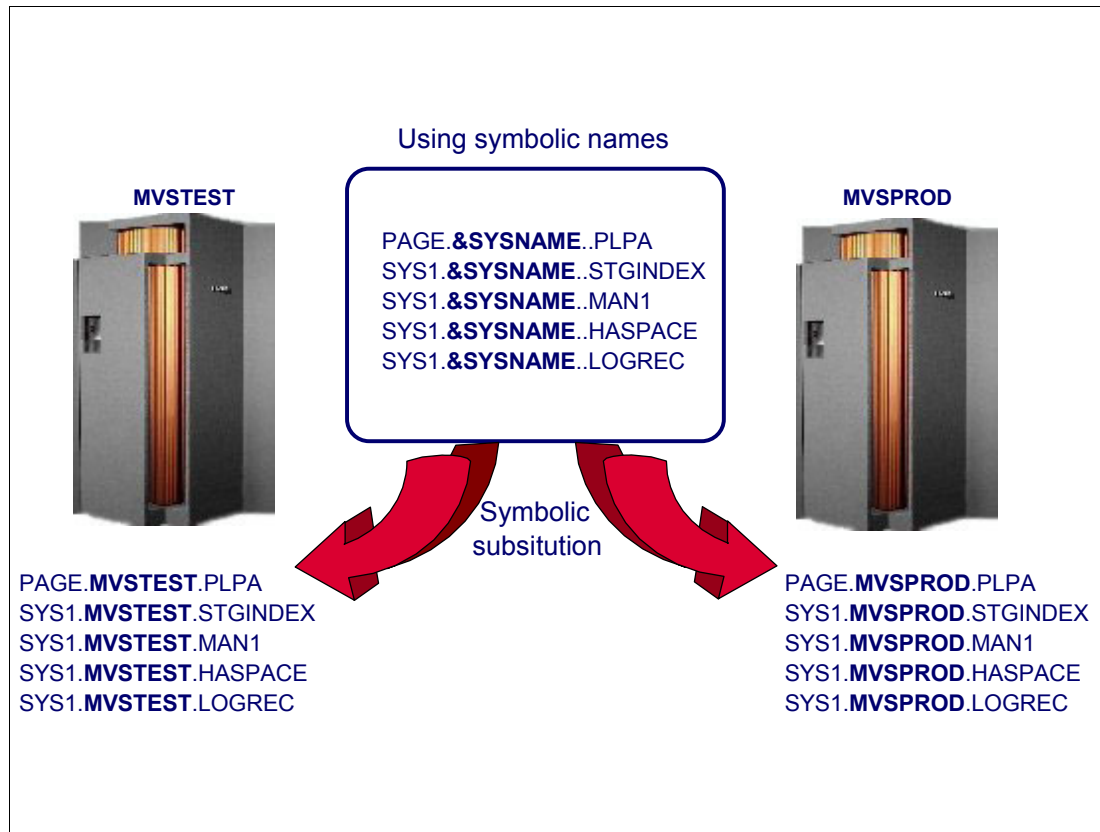 Using symbolic names
MVSTEST
MVSPROD
PAGE.&SYSNAME..PLPA
SYS1.&SYSNAME..STGINDEX
SYS1.&SYSNAME..MAN1
SYS1.&SYSNAME..HASPACE
SYS1.&SYSNAME..LOGREC
Symbolic
subsitution
PAGE.MVSTEST.PLPA
SYS1.MVSTEST.STGINDEX
SYS1.MVSTEST.MAN1
SYS1.MVSTEST.HASPACE
SYS1.MVSTEST.LOGREC
PAGE.MVSPROD.PLPA
SYS1.MVSPROD.STGINDEX
SYS1.MVSPROD.MAN1
SYS1.MVSPROD.HASPACE
SYS1.MVSPROD.LOGREC